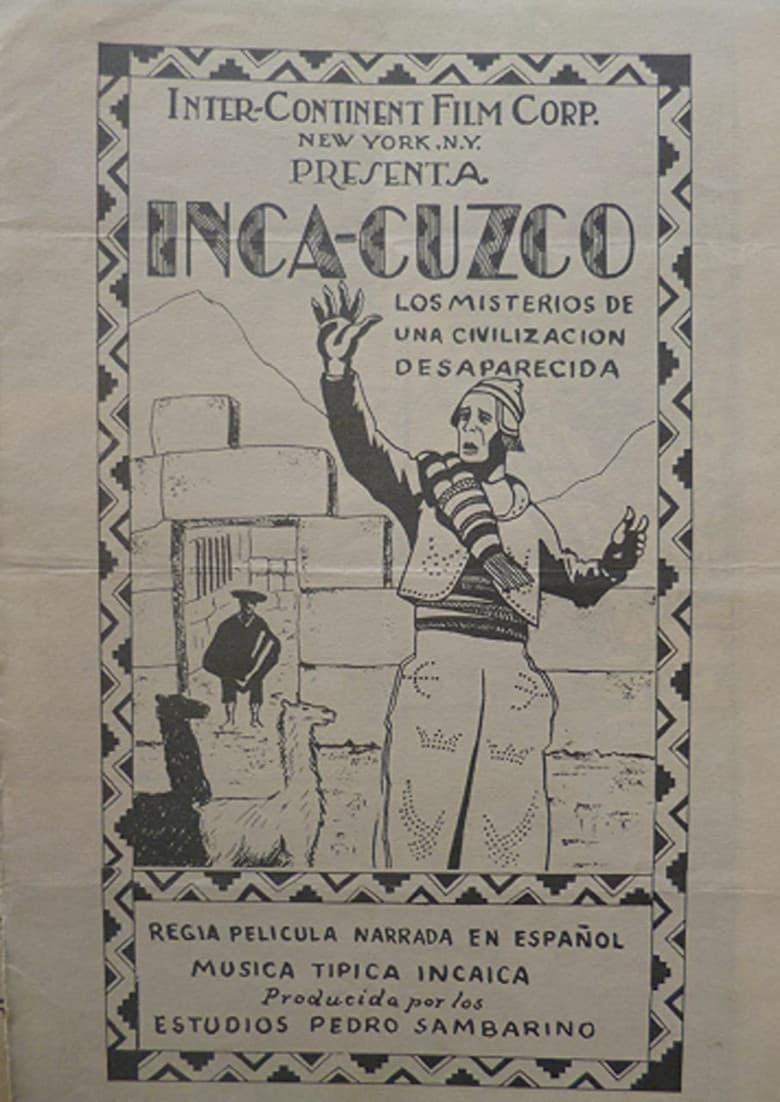 INTER-CONTINENT FILM CORP.
NEW YORK, N.Y.
PRESENTA
INCA-CUZCO
LOS MISTERIOS DE
UNA CIVILIZACION
DESAPARECIDA
REGIA PELICULA NARRADA EN ESPAÑOL
MUSICA TIPICA INCAICA
Producida por los
ESTUDIOS PEDRO SAMBARINO